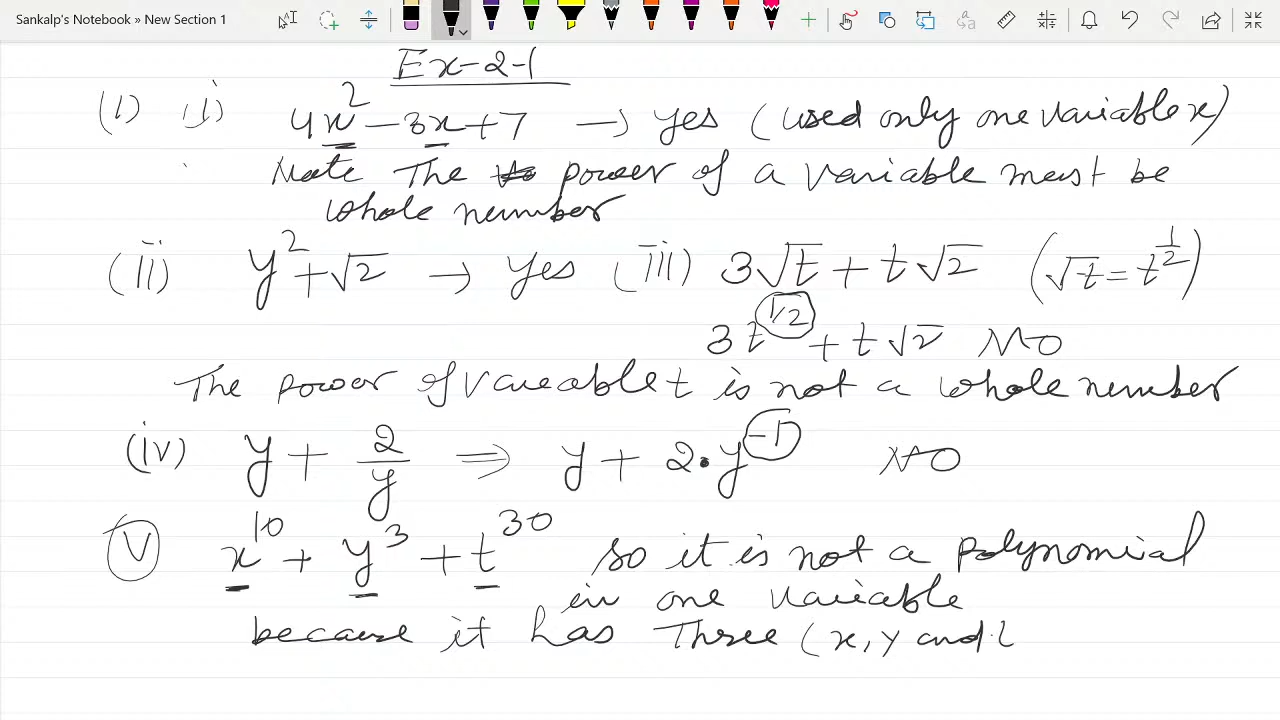 Sankalp's Notebook » New Section 1
Ex-2-1
(1) (i) 4x² - 3x + 7 → yes (used only one variable x)
Note The power of a variable must be
whole number
(ii) y² + √2 → yes (iii) 3√t + t√2 (√t = t^1/2)
3t^1/2 + t√2 NO
The power of variable t is not a whole number
(iv) y + 2/y ⇒ y + 2·y^-1 NO
(v) x^10 + y^3 + t^30 so it is not a polynomial
in one variable
because it has Three (x, y and t